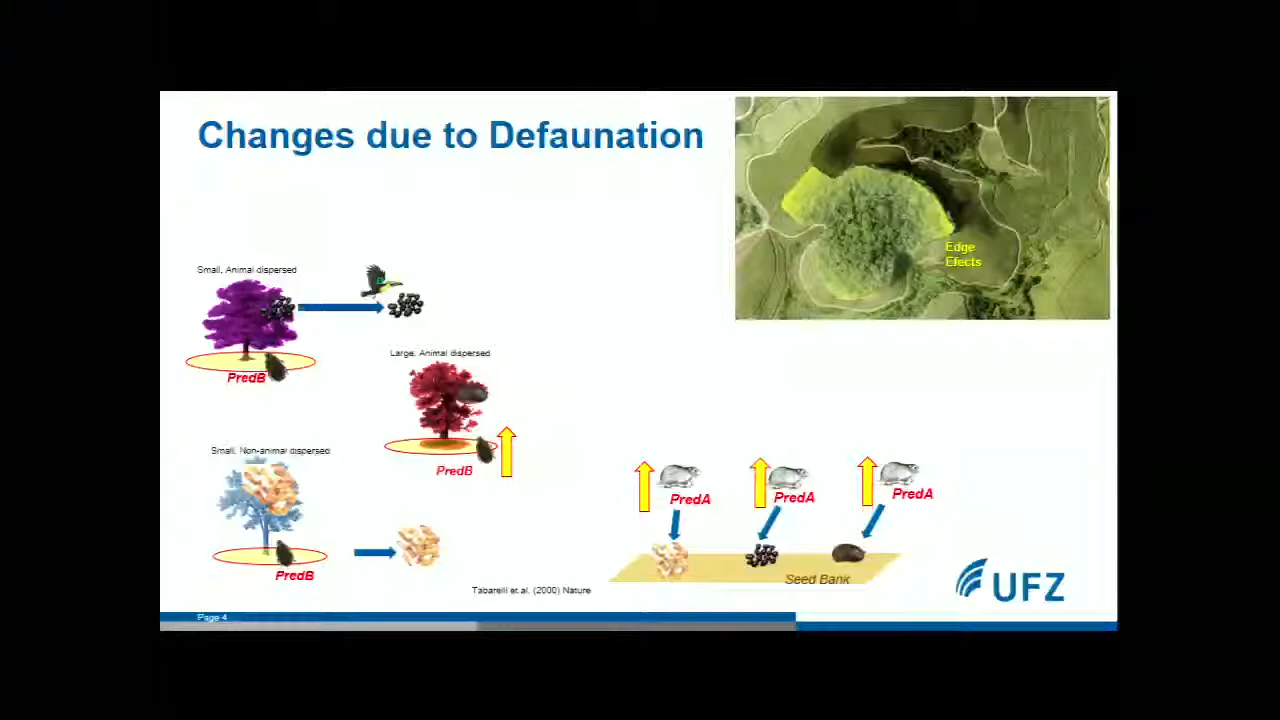 Changes due to Defaunation
Edge
Efects
Small, Animal dispersed
PredB
Large, Animal dispersed
PredB
Small, Non-animal dispersed
PredB
PredA
PredA
PredA
Seed Bank
Tabarelli et.al. (2000) Nature
UFZ
Page 4